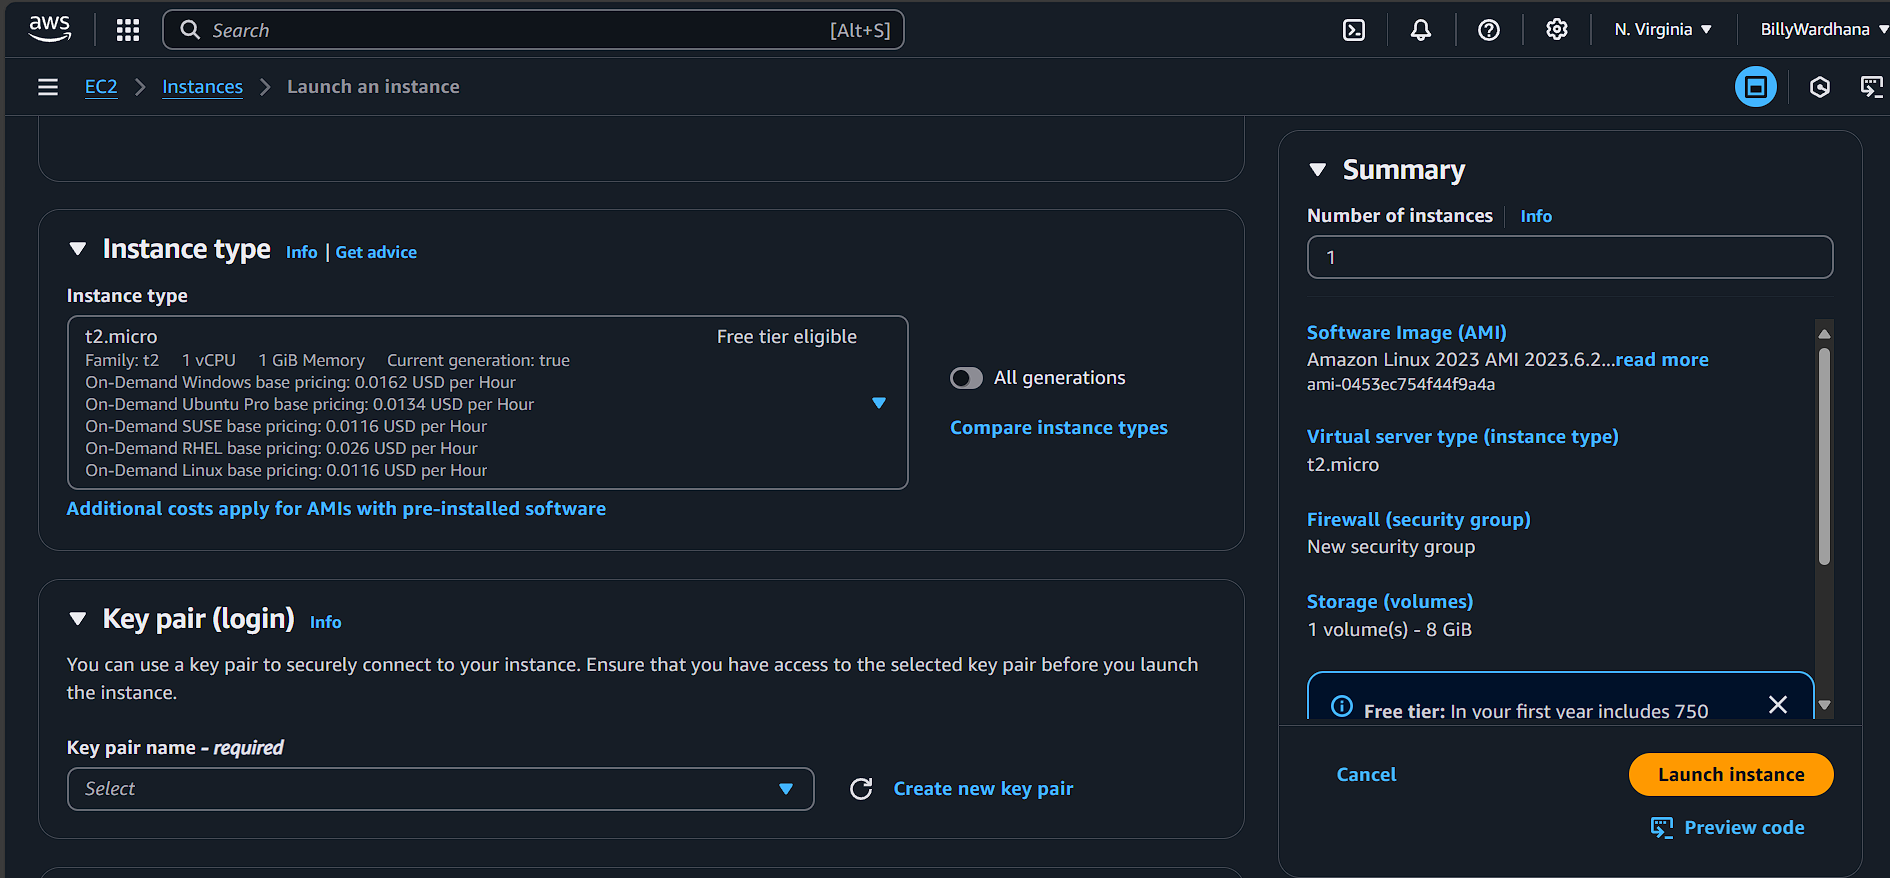 aws
Search [Alt+S]
N. Virginia
BillyWardhana
EC2 Instances Launch an instance
Instance type Info | Get advice
Instance type
t2.micro Free tier eligible
Family: t2 1 vCPU 1 GiB Memory Current generation: true
On-Demand Windows base pricing: 0.0162 USD per Hour
On-Demand Ubuntu Pro base pricing: 0.0134 USD per Hour
On-Demand SUSE base pricing: 0.0116 USD per Hour
On-Demand RHEL base pricing: 0.026 USD per Hour
On-Demand Linux base pricing: 0.0116 USD per Hour
All generations
Compare instance types
Additional costs apply for AMIs with pre-installed software
Key pair (login) Info
You can use a key pair to securely connect to your instance. Ensure that you have access to the selected key pair before you launch
the instance.
Key pair name - required
Select
Create new key pair
Summary
Number of instances Info
1
Software Image (AMI)
Amazon Linux 2023 AMI 2023.6.2...read more
ami-0453ec754f44f9a4a
Virtual server type (instance type)
t2.micro
Firewall (security group)
New security group
Storage (volumes)
1 volume(s) - 8 GiB
Free tier: In your first year includes 750
Cancel
Launch instance
Preview code